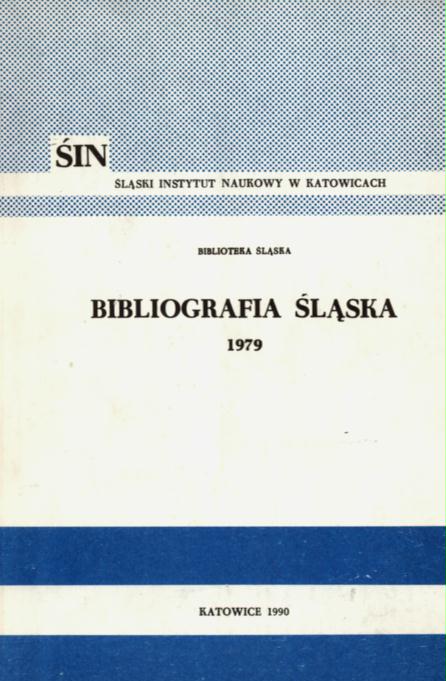 ŚIN
ŚLĄSKI INSTYTUT NAUKOWY W KATOWICACH
BIBLIOTEKA ŚLĄSKA
BIBLIOGRAFIA ŚLĄSKA
1979
KATOWICE 1990